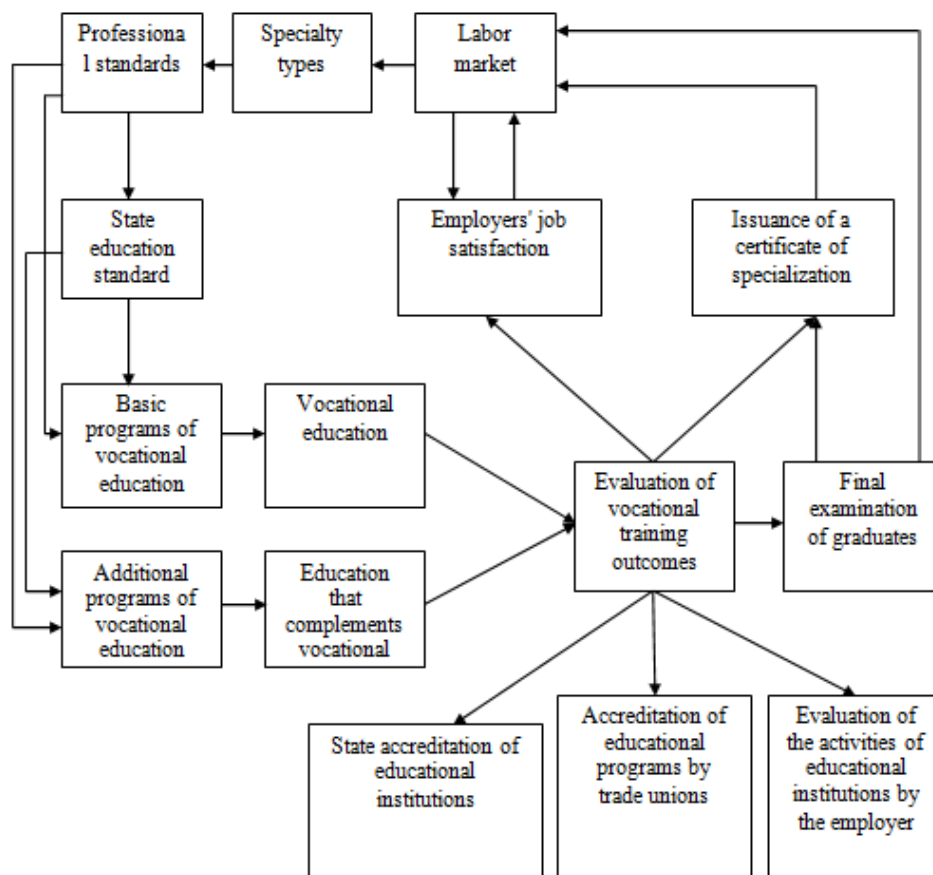 Professiona
l standards
Specialty
types
Labor
market
State
education
standard
Employers' job
satisfaction
Issuance of a
certificate of
specialization
Basic
programs of
vocational
education
Vocational
education
Evaluation of
vocational
training
outcomes
Final
examination
of graduates
Additional
programs of
vocational
education
Education
that
complements
vocational
State accreditation of
educational
institutions
Accreditation of
educational
programs by
trade unions
Evaluation of
the activities of
educational
institutions by
the employer